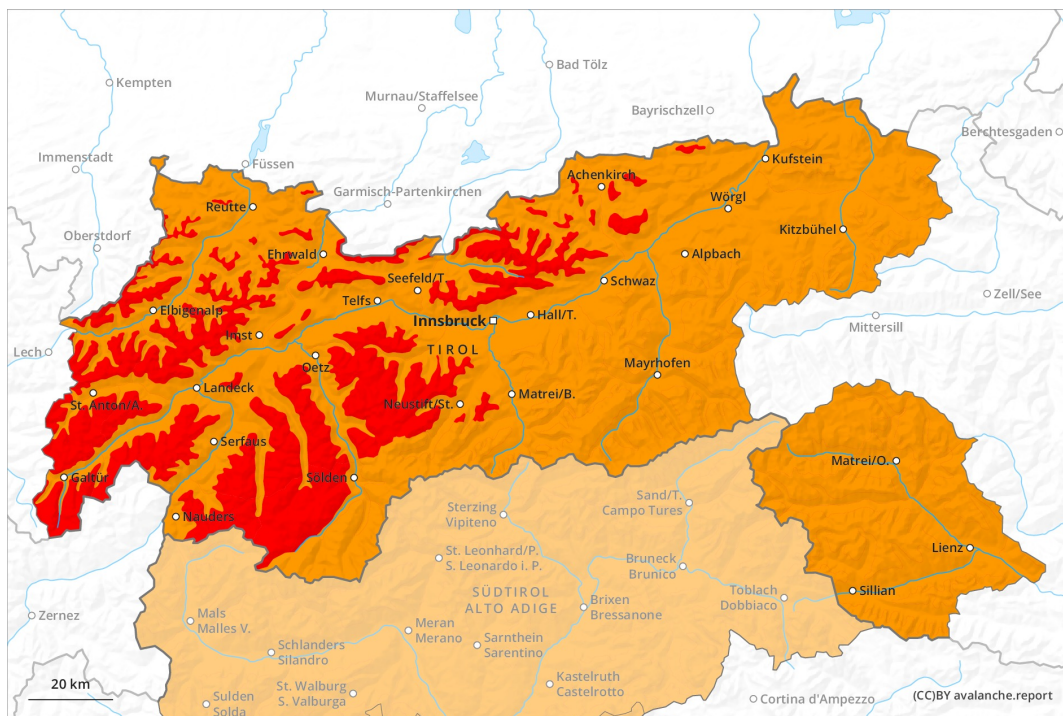 Kempten
Bad Tölz
Murnau/Staffelsee
Bayrischzell
Berchtesgaden
Immenstadt
Füssen
Kufstein
Achenkirch
Garmisch-Partenkirchen
Wörgl
Reutte
Kitzbühel
Oberstdorf
Ehrwald
Alpbach
Seefeld/T.
Schwaz
Zell/See
Telfs
Elbigenalp
Innsbruck
Hall/T.
Mittersill
Imst
TIROL
Lech
Oetz
Mayrhofen
Landeck
St. Anton/A.
Neustift/St.
Matrei/B.
Serfaus
Matrei/O.
Galtür
Sölden
Sand/T.
Campo Tures
Sterzing
Vipiteno
Nauders
Lienz
St. Leonhard/P.
S. Leonardo i. P.
Bruneck
Brunico
Sillian
SÜDTIROL
ALTO ADIGE
Toblach
Dobbiaco
Brixen
Bressanone
Zernez
Mals
Malles V.
Meran
Merano
Sarnthein
Sarentino
Schlanders
Silandro
20 km
St. Walburg
S. Valburga
Kastelruth
Castelrotto
Sulden
Solda
Cortina d'Ampezzo
(CC)BY avalanche.report